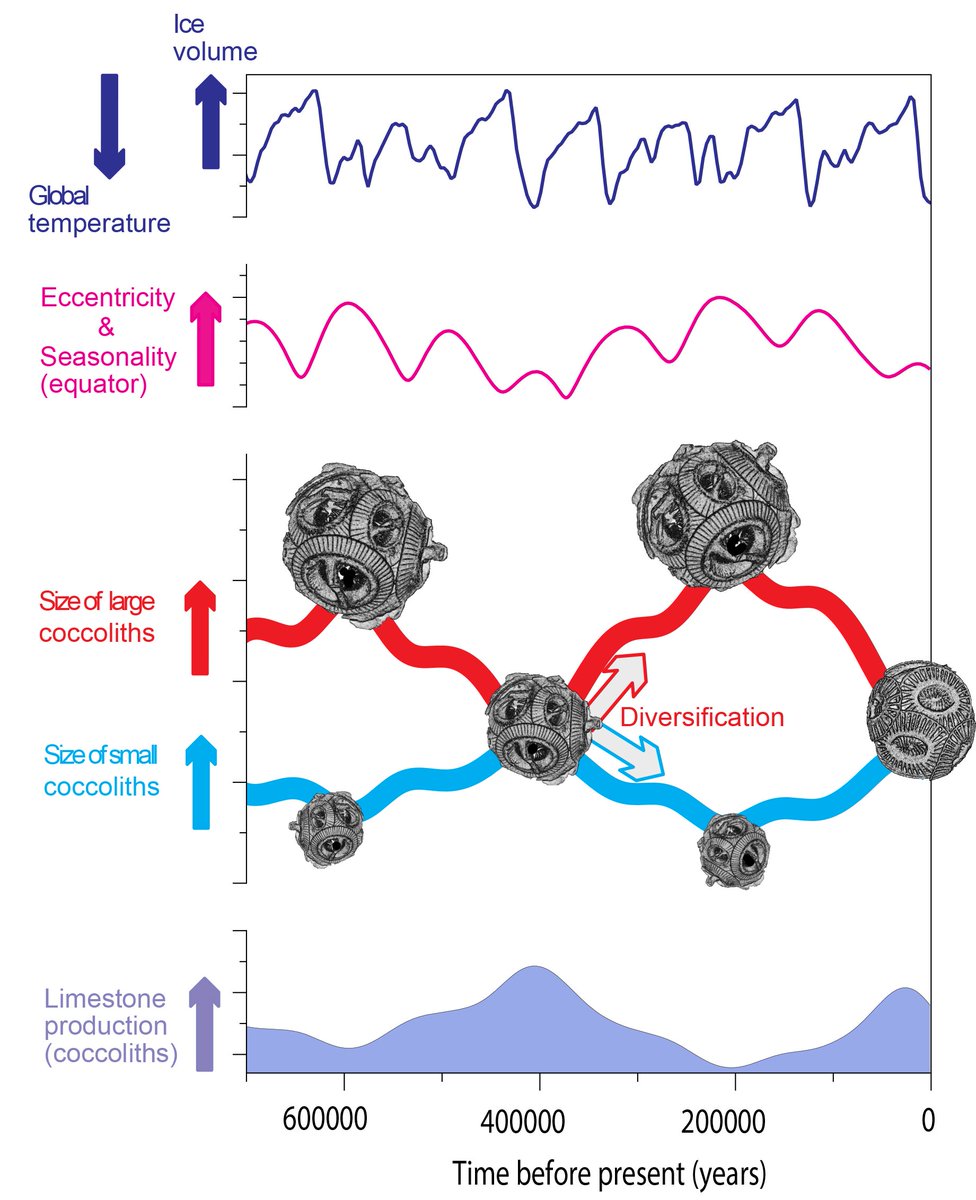 Ice
volume
Global
temperature
Eccentricity
&
Seasonality
(equator)
Size of large
coccoliths
Diversification
Size of small
coccoliths
Limestone
production
(coccoliths)
600000
400000
200000
0
Time before present (years)